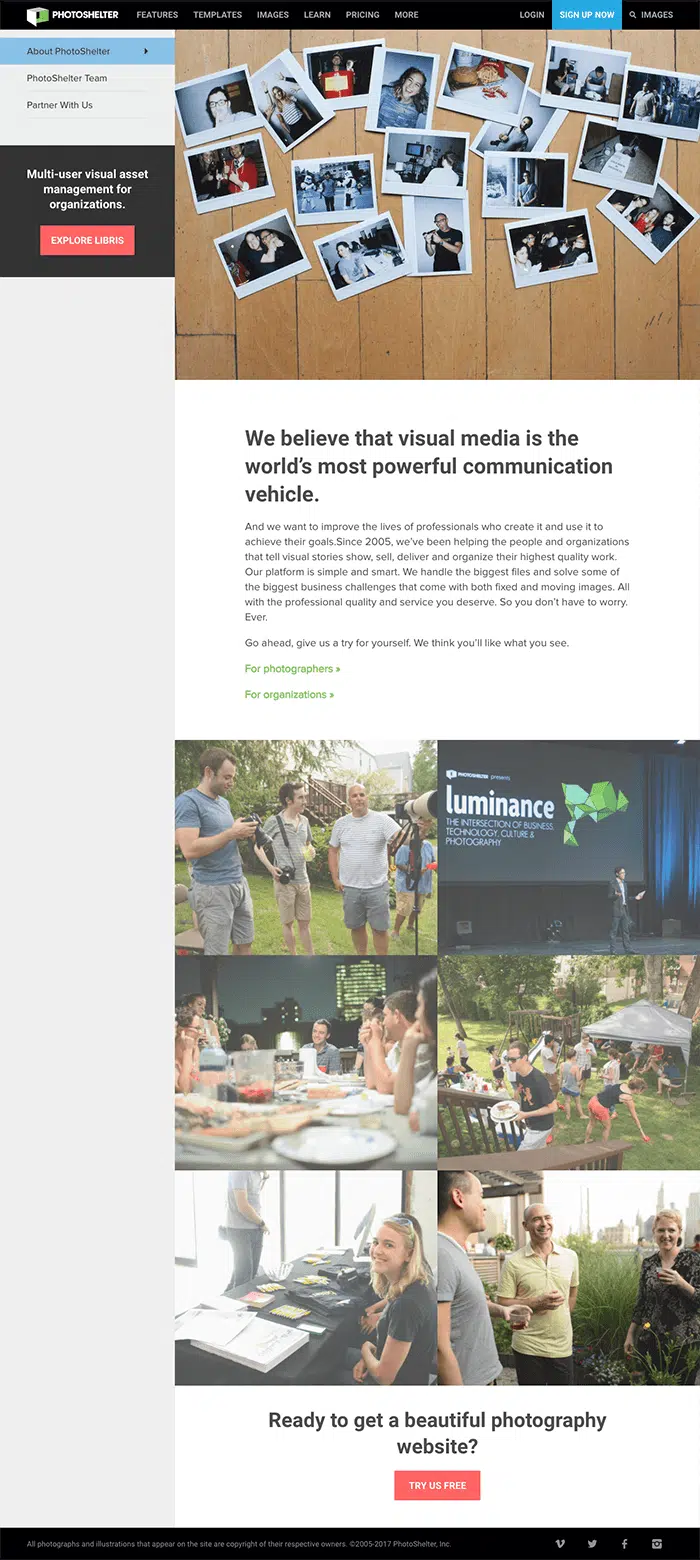 PHOTOSHELTER FEATURES TEMPLATES IMAGES LEARN PRICING MORE LOGIN SIGN UP NOW IMAGES
About PhotoShelter
PhotoShelter Team
Partner With Us
Multi-user visual asset
management for
organizations.
EXPLORE LIBRIS
We believe that visual media is the
world’s most powerful communication
vehicle.
And we want to improve the lives of professionals who create it and use it to
achieve their goals.Since 2005, we’ve been helping the people and organizations
that tell visual stories show, sell, deliver and organize their highest quality work.
Our platform is simple and smart. We handle the biggest files and solve some of
the biggest business challenges that come with both fixed and moving images. All
with the professional quality and service you deserve. So you don’t have to worry.
Ever.
Go ahead, give us a try for yourself. We think you’ll like what you see.
For photographers »
For organizations »
PHOTOSHELTER presents
luminance
THE INTERSECTION OF BUSINESS,
TECHNOLOGY, CULTURE &
PHOTOGRAPHY
Ready to get a beautiful photography
website?
TRY US FREE
All photographs and illustrations that appear on the site are copyright of their respective owners. ©2005-2017 PhotoShelter, Inc.